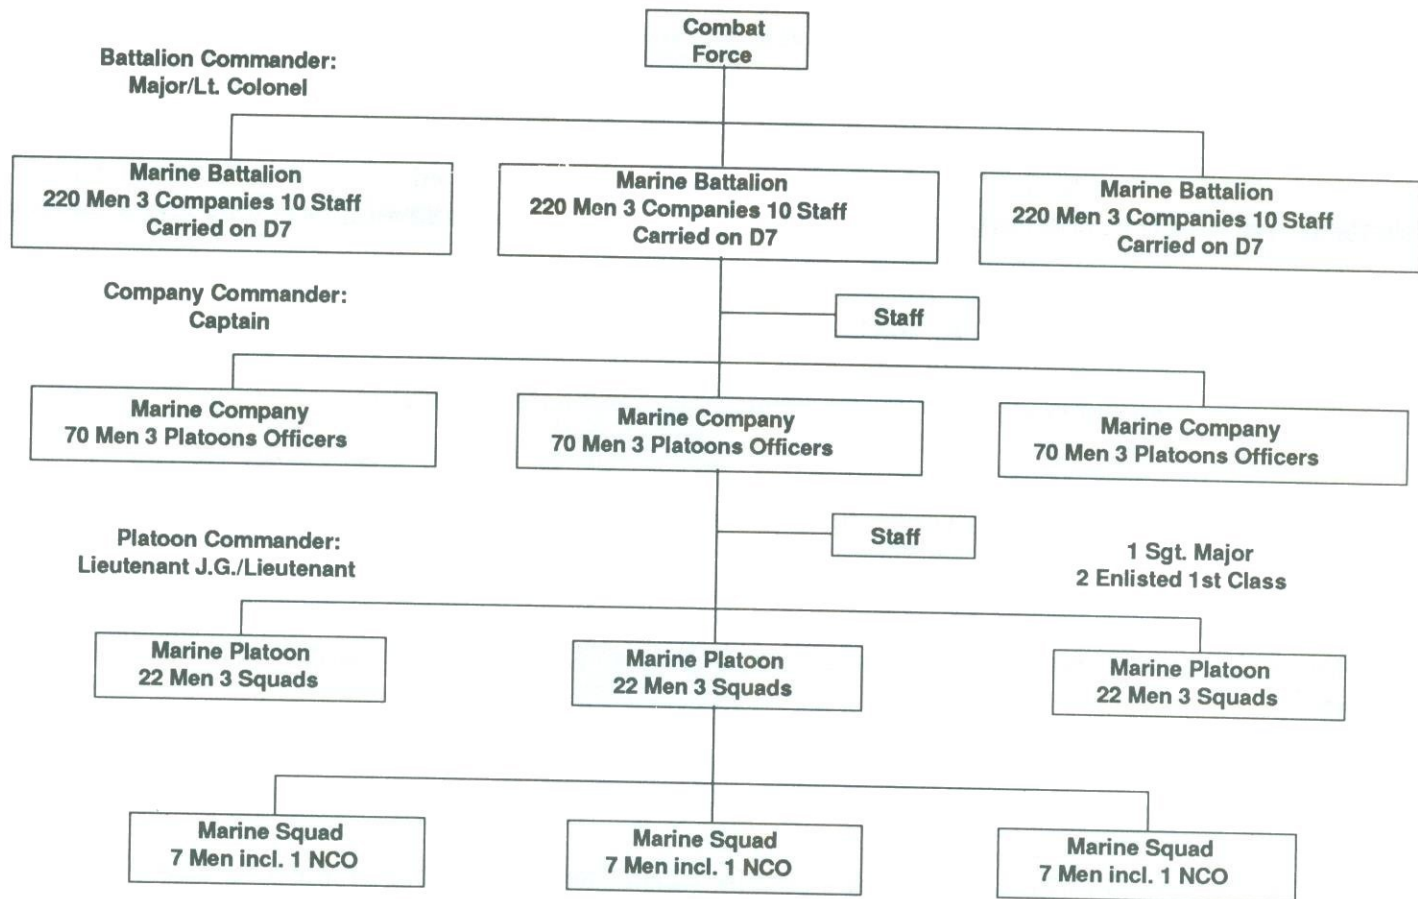 Combat
Force
Battalion Commander:
Major/Lt. Colonel
Marine Battalion
220 Men 3 Companies 10 Staff
Carried on D7
Marine Battalion
220 Men 3 Companies 10 Staff
Carried on D7
Marine Battalion
220 Men 3 Companies 10 Staff
Carried on D7
Company Commander:
Captain
Staff
Marine Company
70 Men 3 Platoons Officers
Marine Company
70 Men 3 Platoons Officers
Marine Company
70 Men 3 Platoons Officers
Platoon Commander:
Lieutenant J.G./Lieutenant
Staff
1 Sgt. Major
2 Enlisted 1st Class
Marine Platoon
22 Men 3 Squads
Marine Platoon
22 Men 3 Squads
Marine Platoon
22 Men 3 Squads
Marine Squad
7 Men incl. 1 NCO
Marine Squad
7 Men incl. 1 NCO
Marine Squad
7 Men incl. 1 NCO